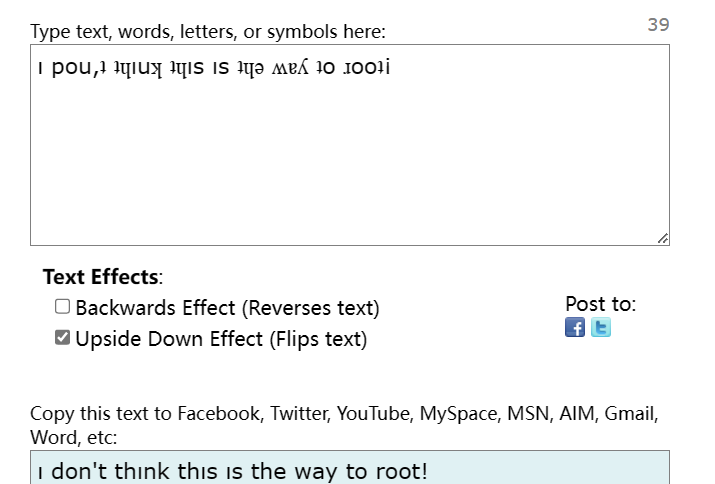 Type text, words, letters, or symbols here:
39
ı pou,ʇ ʇɥıuʞ ʇɥıs ıs ʇɥǝ ʍɐʎ ʇo ɹooʇi
Text Effects:
Backwards Effect (Reverses text)
Upside Down Effect (Flips text)
Post to:
Copy this text to Facebook, Twitter, YouTube, MySpace, MSN, AIM, Gmail,
Word, etc:
ı don't thınk thıs ıs the way to root!